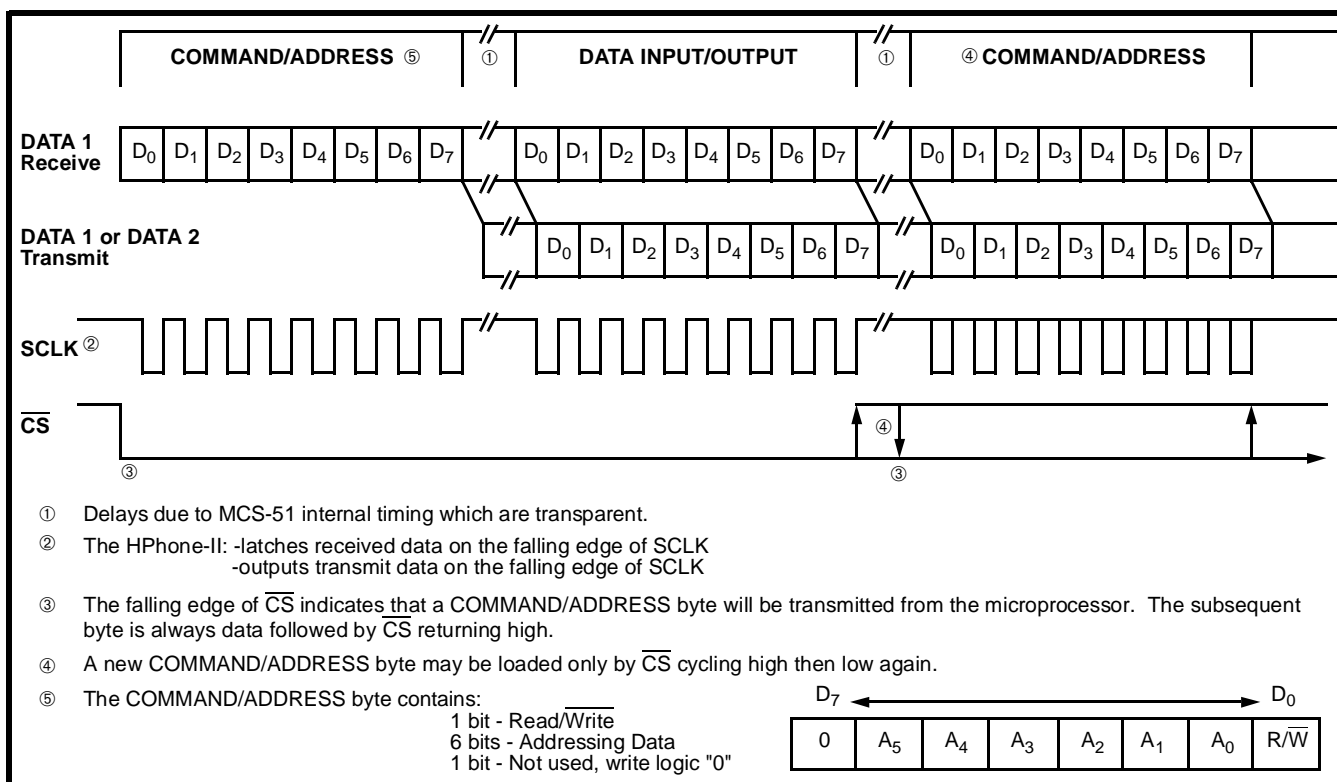 COMMAND/ADDRESS ⑤ ① DATA INPUT/OUTPUT ① ④ COMMAND/ADDRESS
DATA 1
Receive
D0 D1 D2 D3 D4 D5 D6 D7 D0 D1 D2 D3 D4 D5 D6 D7 D0 D1 D2 D3 D4 D5 D6 D7
DATA 1 or DATA 2
Transmit
D0 D1 D2 D3 D4 D5 D6 D7 D0 D1 D2 D3 D4 D5 D6 D7
SCLK ②
C̅S̅ ④
③ ③
① Delays due to MCS-51 internal timing which are transparent.
② The HPhone-II: -latches received data on the falling edge of SCLK
-outputs transmit data on the falling edge of SCLK
③ The falling edge of C̅S̅ indicates that a COMMAND/ADDRESS byte will be transmitted from the microprocessor. The subsequent
byte is always data followed by C̅S̅ returning high.
④ A new COMMAND/ADDRESS byte may be loaded only by C̅S̅ cycling high then low again.
⑤ The COMMAND/ADDRESS byte contains:
1 bit - Read/W̅r̅i̅t̅e̅
6 bits - Addressing Data
1 bit - Not used, write logic "0"
D7 D0
0 A5 A4 A3 A2 A1 A0 R/W̅